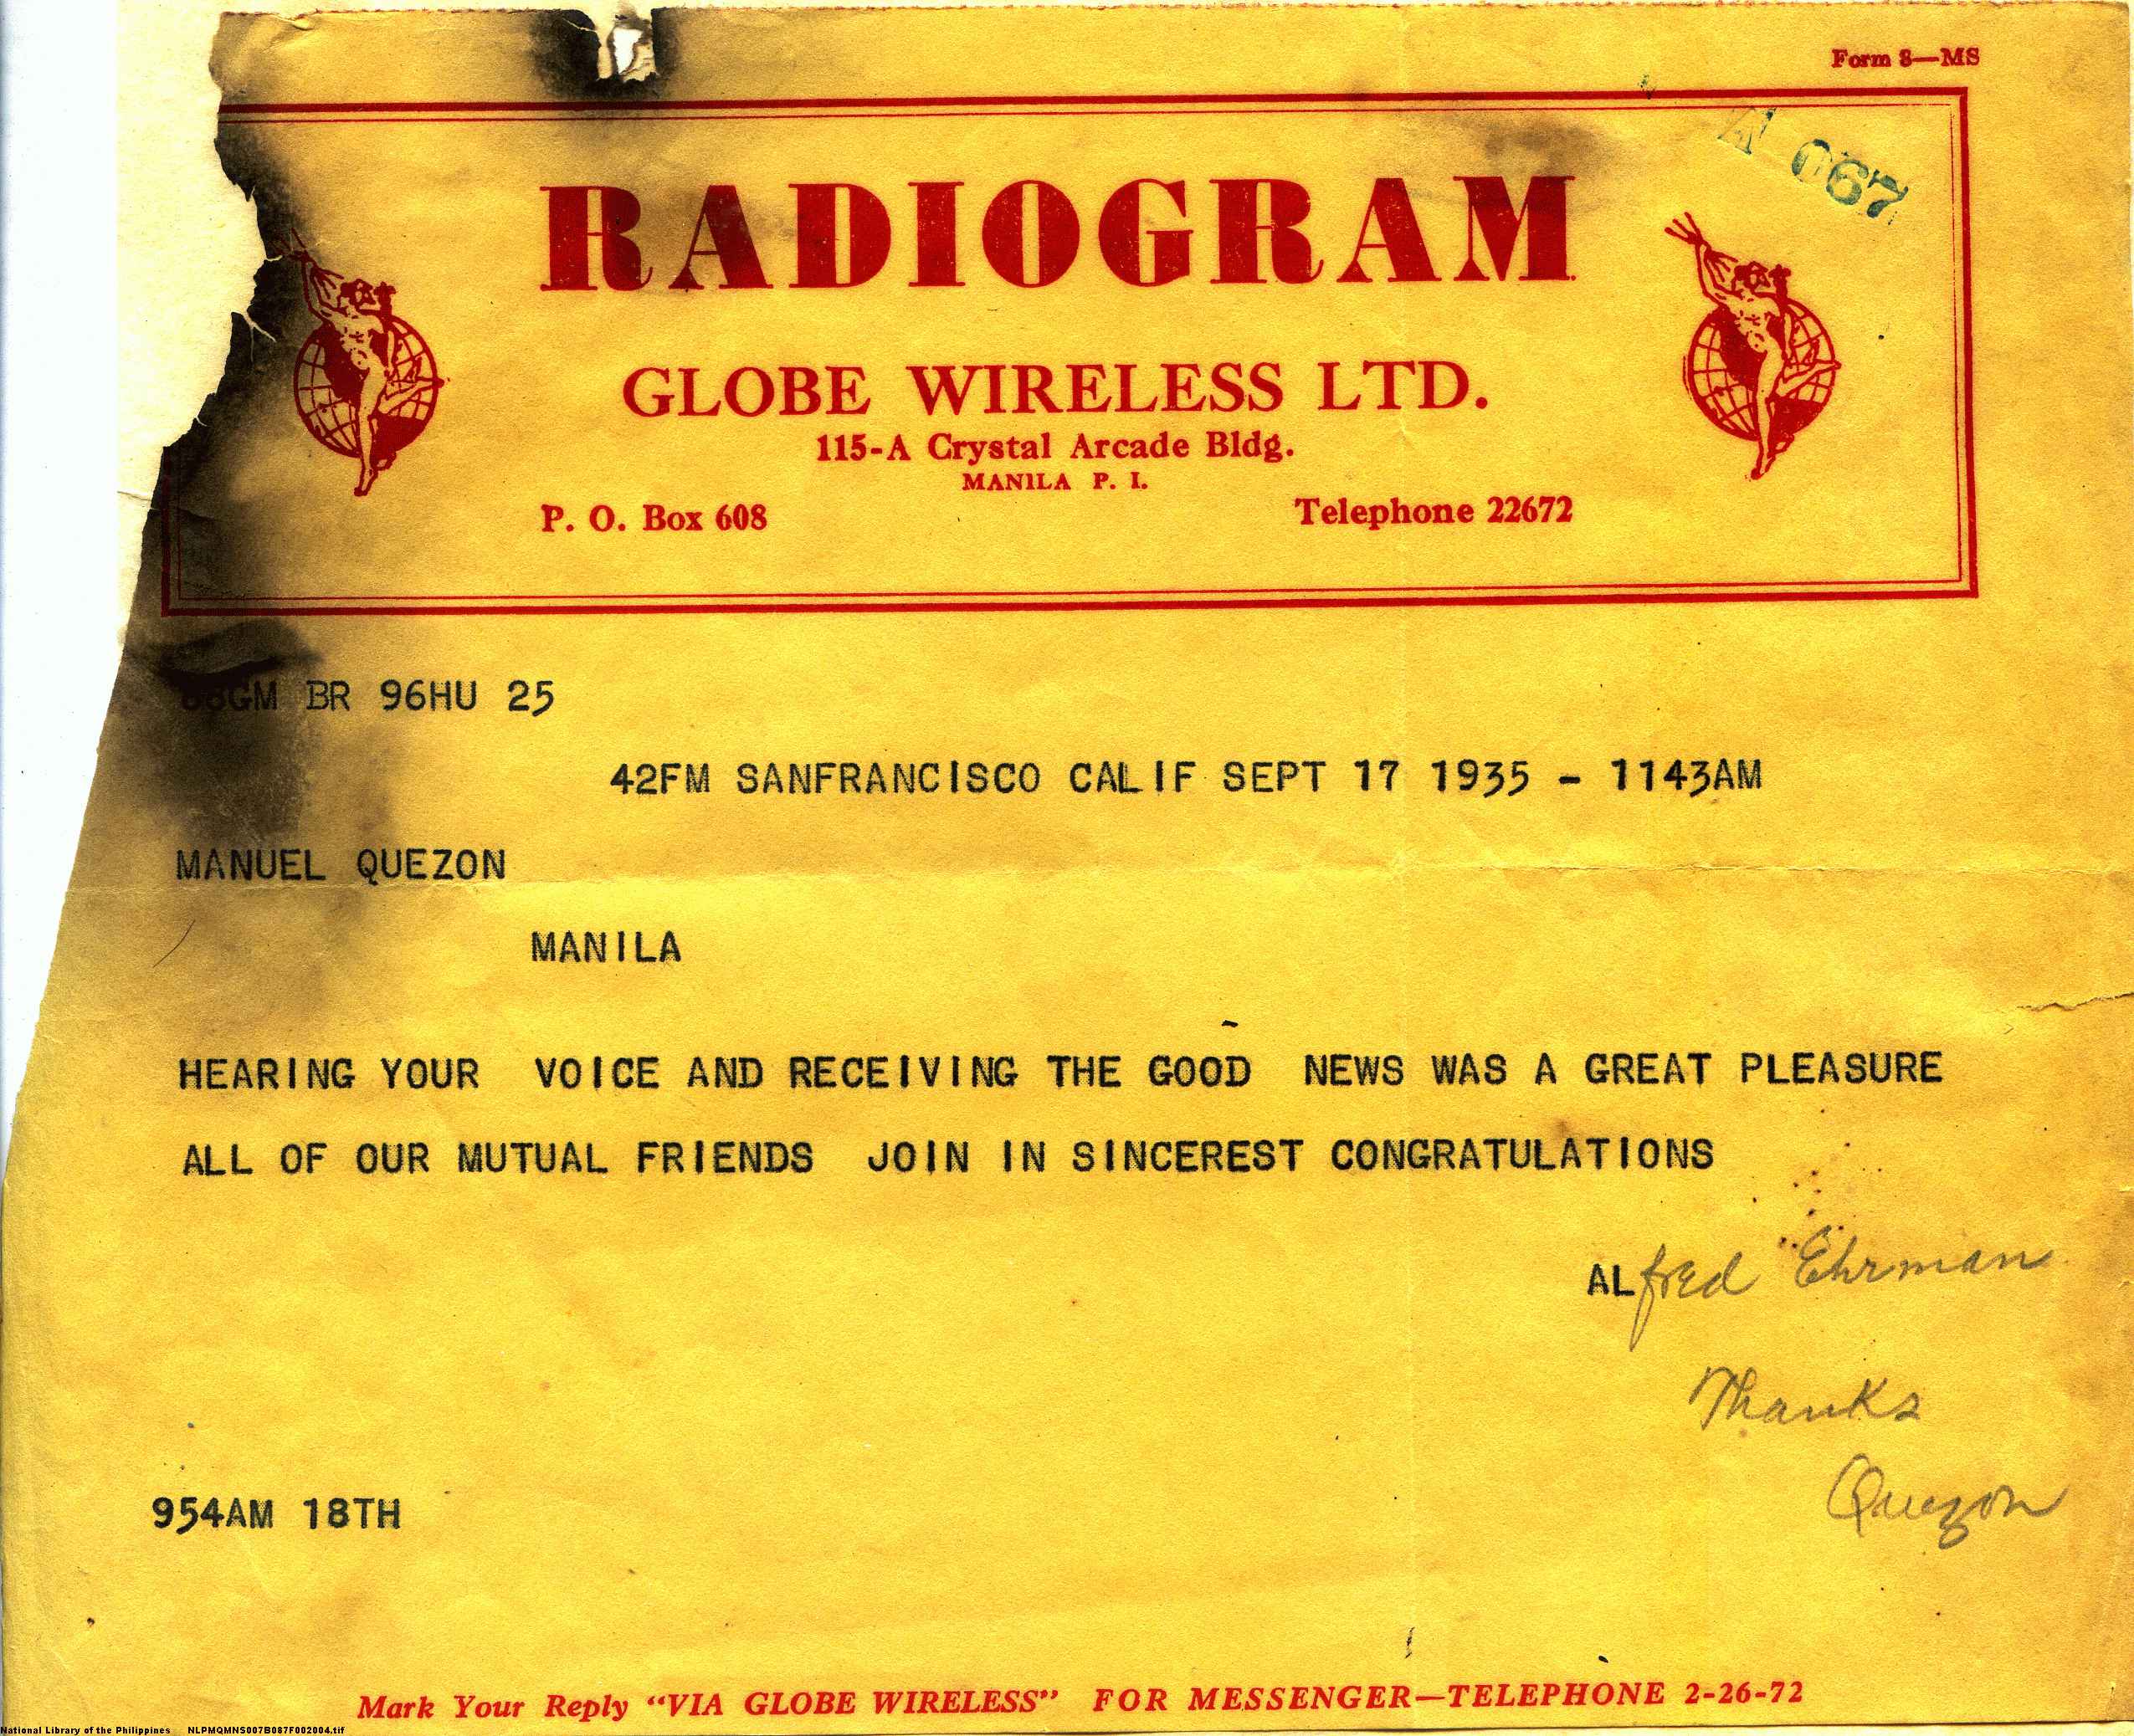 Form 8—MS
067
RADIOGRAM
GLOBE WIRELESS LTD.
115-A Crystal Arcade Bldg.
MANILA P. I.
P. O. Box 608 Telephone 22672
BR 96HU 25
42FM SANFRANCISCO CALIF SEPT 17 1935 - 1143AM
MANUEL QUEZON
MANILA
HEARING YOUR VOICE AND RECEIVING THE GOOD NEWS WAS A GREAT PLEASURE
ALL OF OUR MUTUAL FRIENDS JOIN IN SINCEREST CONGRATULATIONS
ALfred Ehrman
Thanks
Quezon
954AM 18TH
Mark Your Reply “VIA GLOBE WIRELESS” FOR MESSENGER—TELEPHONE 2-26-72
National Library of the Philippines NLPMQMNS007B087F002004.tif